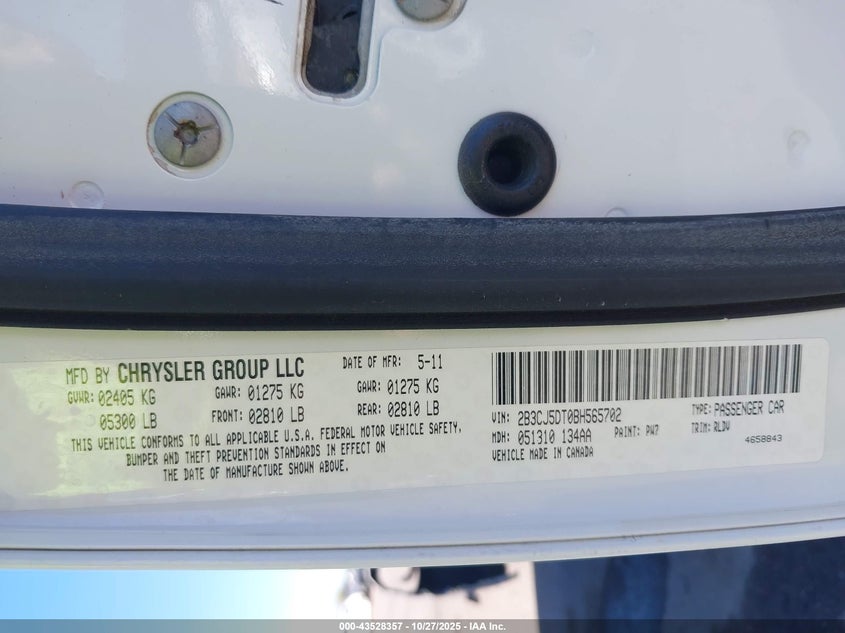 MFD BY CHRYSLER GROUP LLC DATE OF MFR: 5-11
GVWR: 02405 KG GAWR: 01275 KG GAWR: 01275 KG
05300 LB FRONT: 02810 LB REAR: 02810 LB
THIS VEHICLE CONFORMS TO ALL APPLICABLE U.S.A. FEDERAL MOTOR VEHICLE SAFETY,
BUMPER AND THEFT PREVENTION STANDARDS IN EFFECT ON
THE DATE OF MANUFACTURE SHOWN ABOVE.
VIN: 2B3CJ5DT0BH565702 TYPE: PASSENGER CAR
MDH: 051310 134AA PAINT: PW7 TRIM: RLDV
VEHICLE MADE IN CANADA 4658843
000-43528357 - 10/27/2025 - IAA Inc.